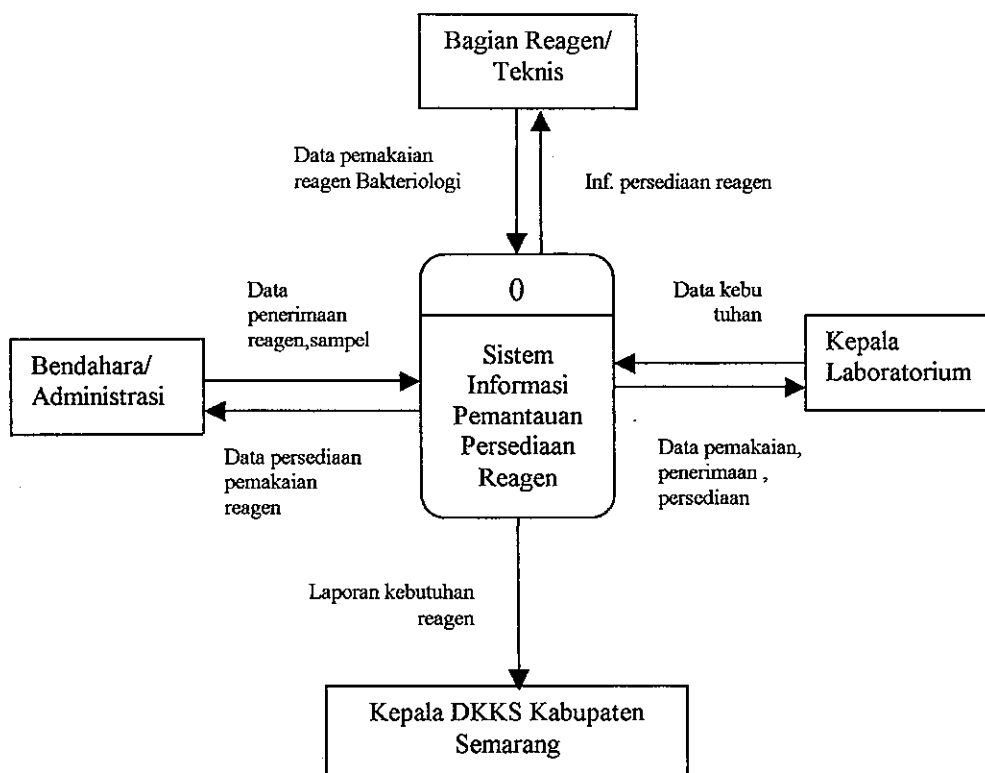 Bagian Reagen/
Teknis
Data pemakaian
reagen Bakteriologi
Inf. persediaan reagen
0
Sistem
Informasi
Pemantauan
Persediaan
Reagen
Data
penerimaan
reagen,sampel
Data kebu
tuhan
Bendahara/
Administrasi
Kepala
Laboratorium
Data persediaan
pemakaian
reagen
Data pemakaian,
penerimaan ,
persediaan
Laporan kebutuhan
reagen
Kepala DKKS Kabupaten
Semarang